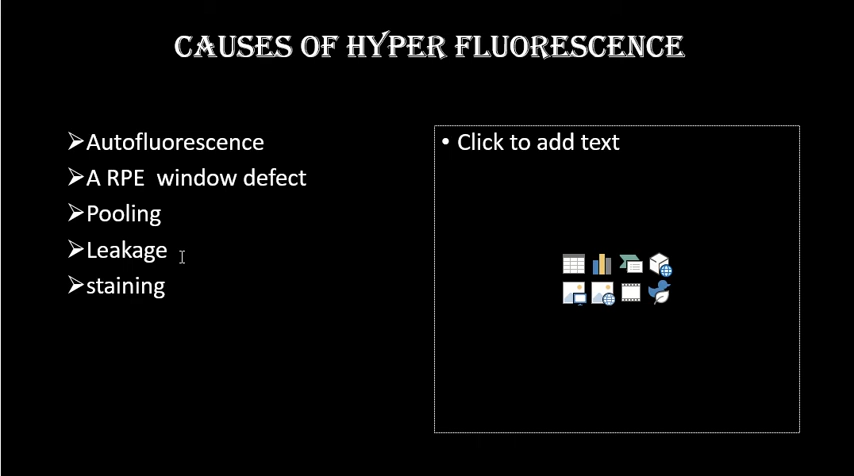 CAUSES OF HYPER FLUORESCENCE
➢Autofluorescence
➢A RPE  window defect
➢Pooling
➢Leakage
➢staining
• Click to add text